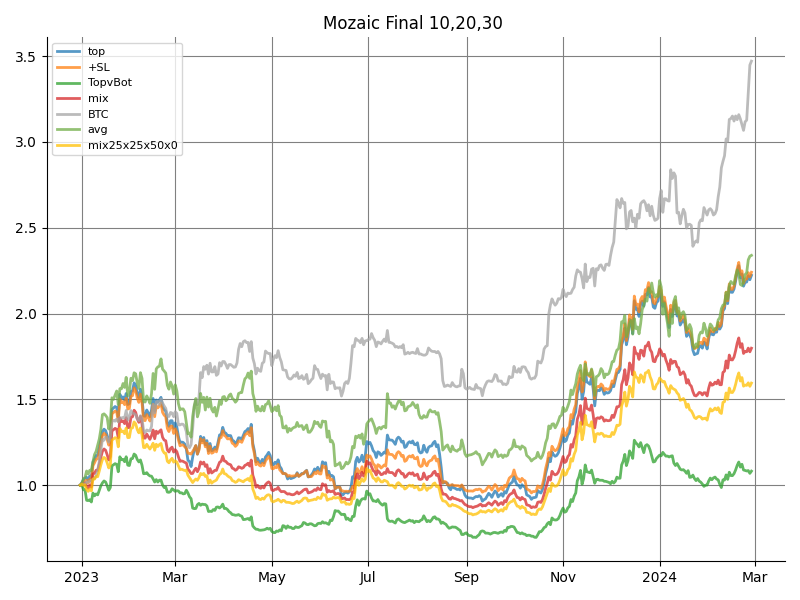 Mozaic Final 10,20,30
top
+SL
TopvBot
mix
BTC
avg
mix25x25x50x0
3.5
3.0
2.5
2.0
1.5
1.0
2023 Mar May Jul Sep Nov 2024 Mar